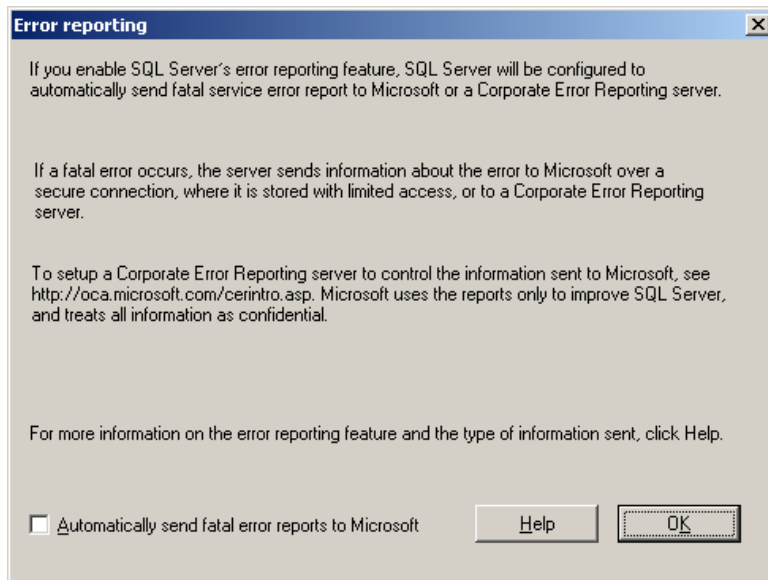 Error reporting
If you enable SQL Server's error reporting feature, SQL Server will be configured to
automatically send fatal service error report to Microsoft or a Corporate Error Reporting server.
If a fatal error occurs, the server sends information about the error to Microsoft over a
secure connection, where it is stored with limited access, or to a Corporate Error Reporting
server.
To setup a Corporate Error Reporting server to control the information sent to Microsoft, see
http://oca.microsoft.com/cerintro.asp. Microsoft uses the reports only to improve SQL Server,
and treats all information as confidential.
For more information on the error reporting feature and the type of information sent, click Help.
Automatically send fatal error reports to Microsoft Help OK